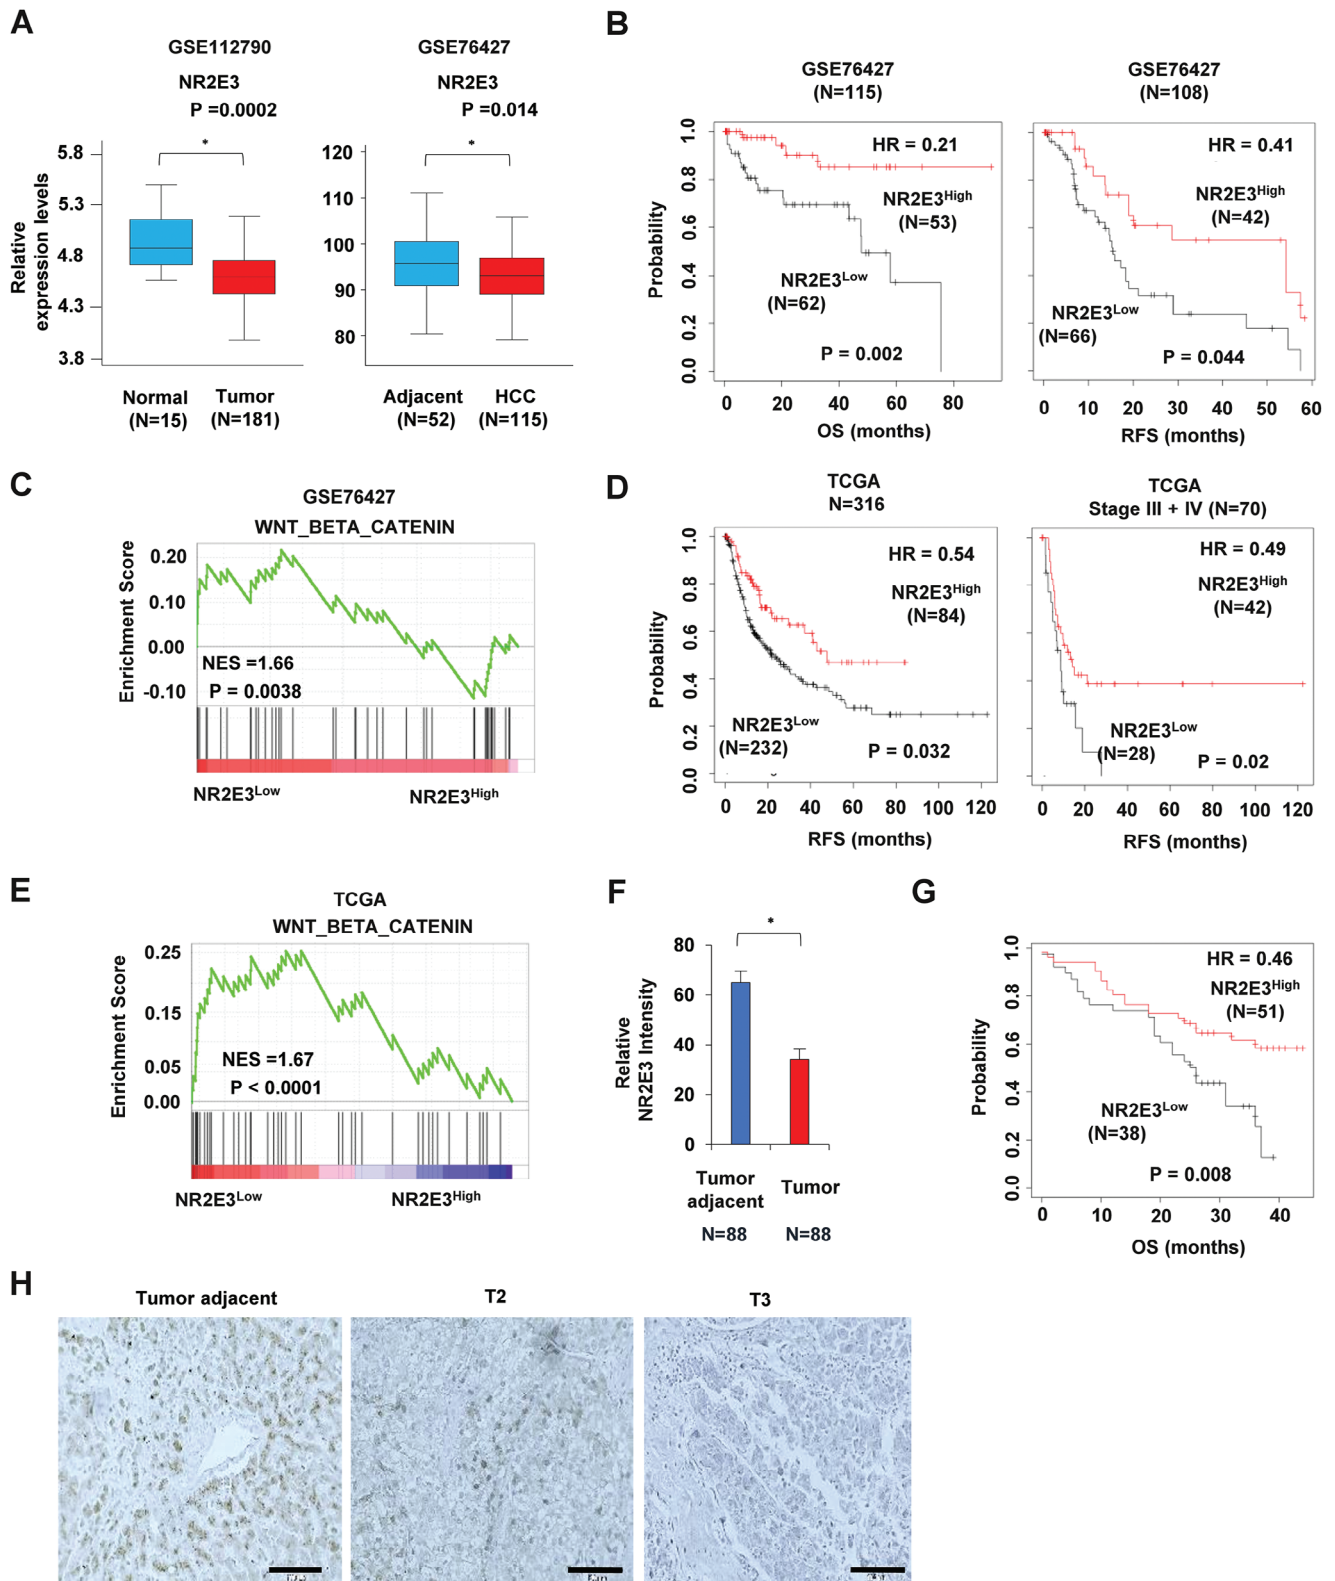 A
GSE112790
NR2E3
P =0.0002
*
Relative
expression levels
5.8
5.3
4.8
4.3
3.8
Normal
(N=15)
Tumor
(N=181)
GSE76427
NR2E3
P =0.014
*
120
100
90
80
Adjacent
(N=52)
HCC
(N=115)
B
GSE76427
(N=115)
HR = 0.21
NR2E3High
(N=53)
NR2E3Low
(N=62)
P = 0.002
Probability
1.0
0.8
0.6
0.4
0.2
0.0
0 20 40 60 80
OS (months)
GSE76427
(N=108)
HR = 0.41
NR2E3High
(N=42)
NR2E3Low
(N=66)
P = 0.044
0 10 20 30 40 50 60
RFS (months)
C
GSE76427
WNT_BETA_CATENIN
Enrichment Score
0.20
0.10
0.00
-0.10
NES =1.66
P = 0.0038
NR2E3Low
NR2E3High
D
TCGA
N=316
HR = 0.54
NR2E3High
(N=84)
NR2E3Low
(N=232)
P = 0.032
Probability
1.0
0.8
0.6
0.4
0.2
0.0
0 20 40 60 80 100 120
RFS (months)
TCGA
Stage III + IV (N=70)
HR = 0.49
NR2E3High
(N=42)
NR2E3Low
(N=28)
P = 0.02
0 20 40 60 80 100 120
RFS (months)
E
TCGA
WNT_BETA_CATENIN
Enrichment Score
0.25
0.15
0.05
0.00
NES =1.67
P < 0.0001
NR2E3Low
NR2E3High
F
*
Relative
NR2E3 Intensity
80
60
40
20
0
Tumor
adjacent
N=88
Tumor
N=88
G
HR = 0.46
NR2E3High
(N=51)
NR2E3Low
(N=38)
P = 0.008
Probability
1.0
0.8
0.6
0.4
0.2
0.0
0 10 20 30 40
OS (months)
H
Tumor adjacent
T2
T3